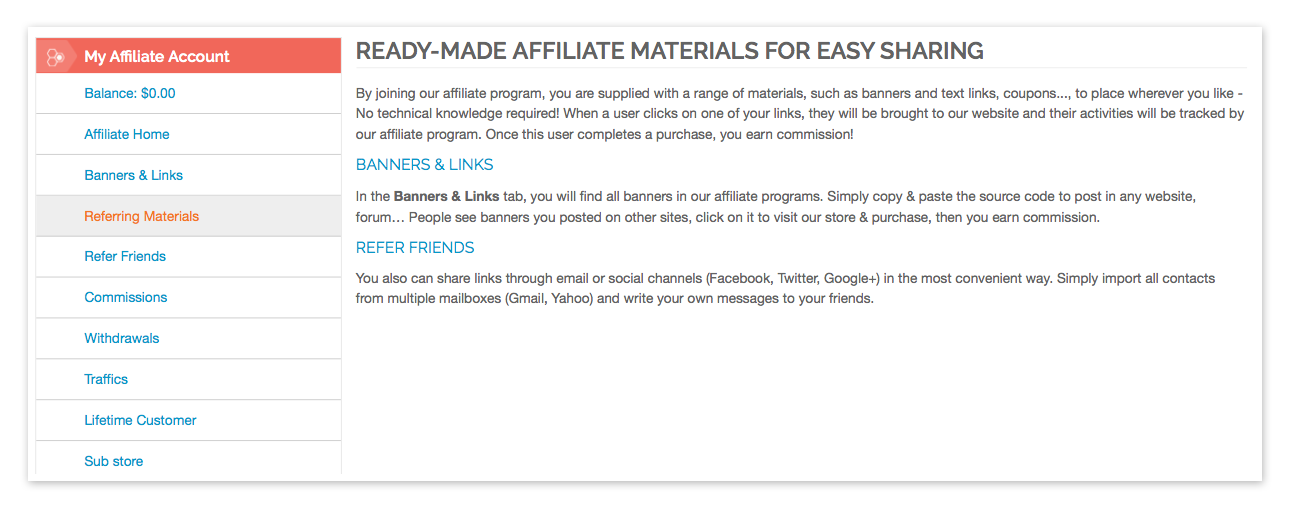 My Affiliate Account
Balance: $0.00
Affiliate Home
Banners & Links
Referring Materials
Refer Friends
Commissions
Withdrawals
Traffics
Lifetime Customer
Sub store
READY-MADE AFFILIATE MATERIALS FOR EASY SHARING
By joining our affiliate program, you are supplied with a range of materials, such as banners and text links, coupons..., to place wherever you like -
No technical knowledge required! When a user clicks on one of your links, they will be brought to our website and their activities will be tracked by
our affiliate program. Once this user completes a purchase, you earn commission!
BANNERS & LINKS
In the Banners & Links tab, you will find all banners in our affiliate programs. Simply copy & paste the source code to post in any website,
forum… People see banners you posted on other sites, click on it to visit our store & purchase, then you earn commission.
REFER FRIENDS
You also can share links through email or social channels (Facebook, Twitter, Google+) in the most convenient way. Simply import all contacts
from multiple mailboxes (Gmail, Yahoo) and write your own messages to your friends.